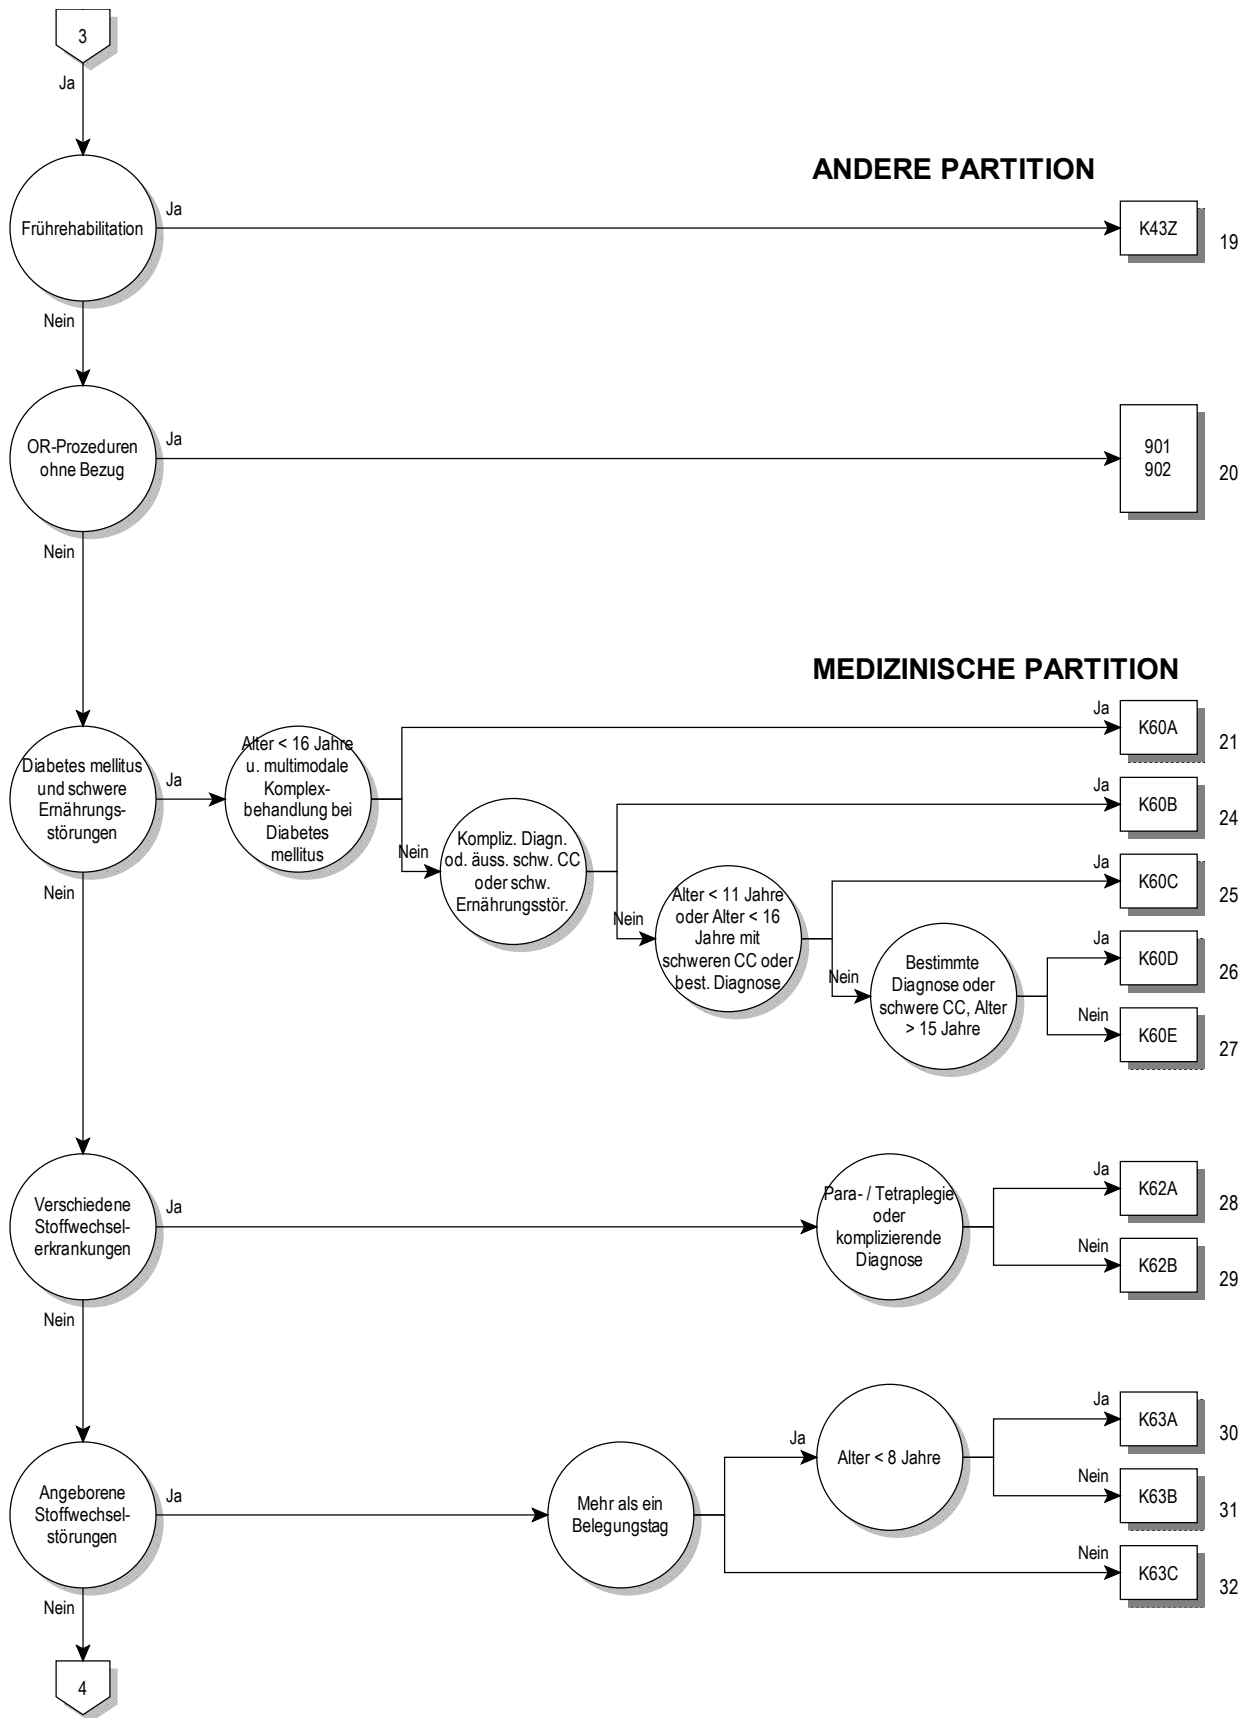 3
Ja
ANDERE PARTITION
Frührehabilitation
Ja
K43Z
19
Nein
OR-Prozeduren
ohne Bezug
Ja
901
902
20
Nein
MEDIZINISCHE PARTITION
Diabetes mellitus
und schwere
Ernährungs-
störungen
Ja
Alter < 16 Jahre
u. multimodale
Komplex-
behandlung bei
Diabetes
mellitus
Ja
K60A
21
Nein
Kompliz. Diagn.
od. äuss. schw. CC
oder schw.
Ernährungsstör.
Ja
K60B
24
Nein
Alter < 11 Jahre
oder Alter < 16
Jahre mit
schweren CC oder
best. Diagnose
Ja
K60C
25
Nein
Bestimmte
Diagnose oder
schwere CC, Alter
> 15 Jahre
Ja
K60D
26
Nein
K60E
27
Nein
Verschiedene
Stoffwechsel-
erkrankungen
Ja
Para- / Tetraplegie
oder
komplizierende
Diagnose
Ja
K62A
28
Nein
K62B
29
Nein
Angeborene
Stoffwechsel-
störungen
Ja
Mehr als ein
Belegungstag
Ja
Alter < 8 Jahre
Ja
K63A
30
Nein
K63B
31
Nein
K63C
32
Nein
4